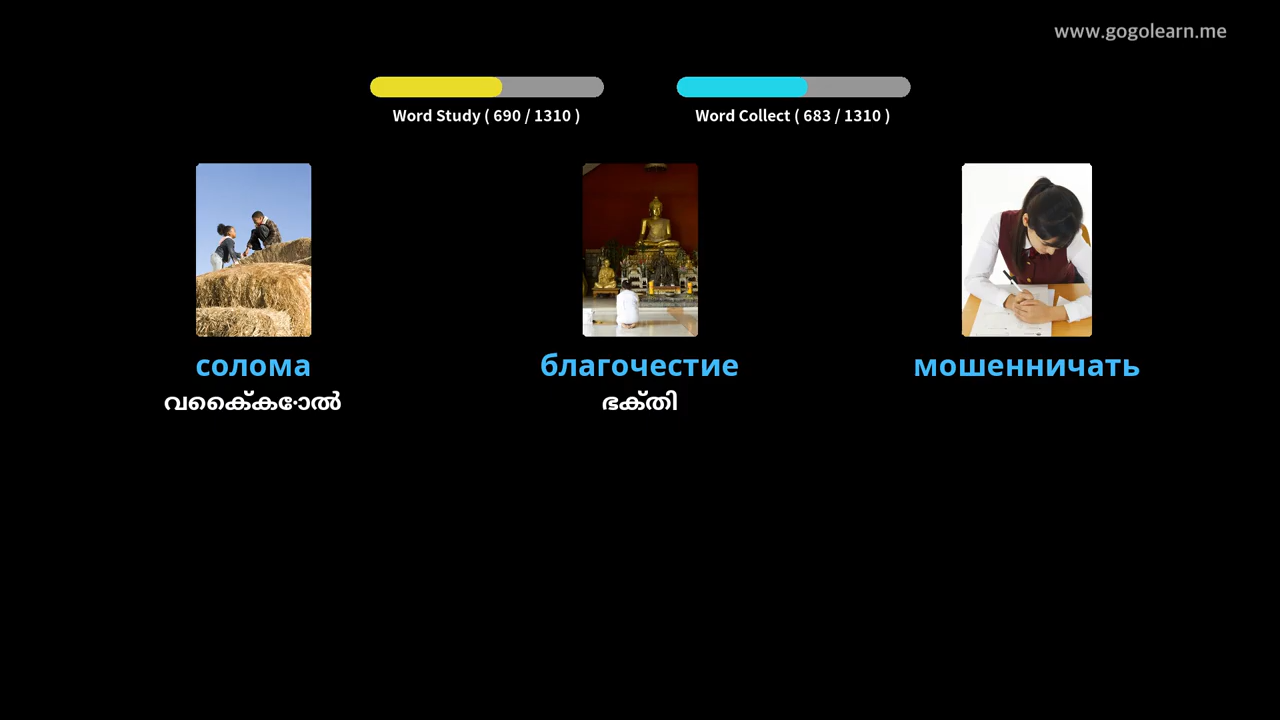 www.gogolearn.me
Word Study ( 690 / 1310 )
Word Collect ( 683 / 1310 )
солома
благочестие
мошенничать
വൈക്കോൽ
ഭക്തി